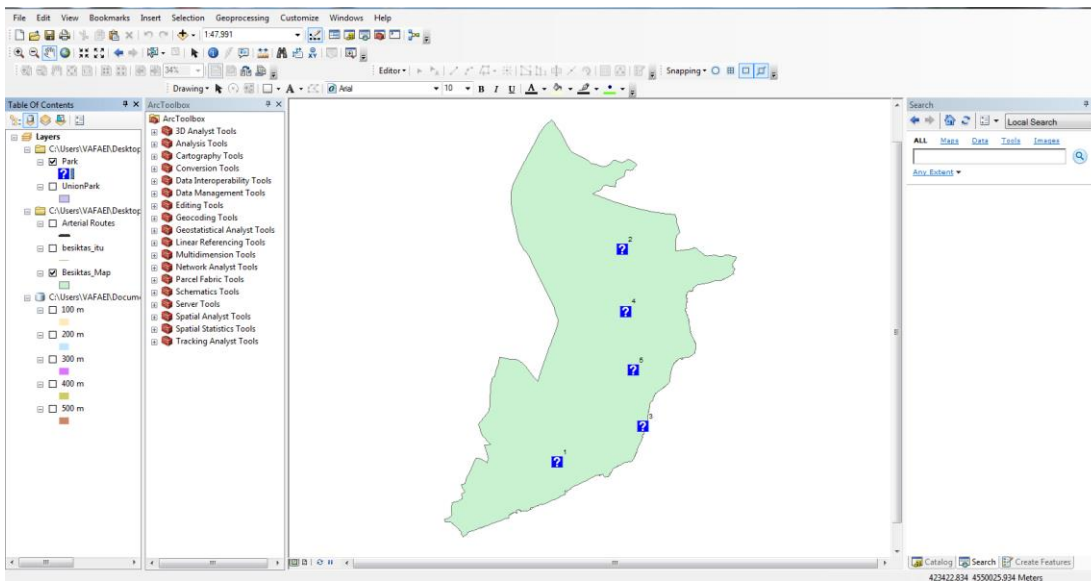 File Edit View Bookmarks Insert Selection Geoprocessing Customize Windows Help
1:47.991
34% Editor Snapping
Drawing A Arial 10 B I U A
Table Of Contents
Layers
C:\Users\VAFAEI\Desktop
Park
?
UnionPark
C:\Users\VAFAEI\Desktop
Arterial Routes
besiktas_itu
Besiktas_Map
C:\Users\VAFAEI\Docum
100 m
200 m
300 m
400 m
500 m
ArcToolbox
ArcToolbox
3D Analyst Tools
Analysis Tools
Cartography Tools
Conversion Tools
Data Interoperability Tools
Data Management Tools
Editing Tools
Geocoding Tools
Geostatistical Analyst Tools
Linear Referencing Tools
Multidimension Tools
Network Analyst Tools
Parcel Fabric Tools
Schematics Tools
Server Tools
Spatial Analyst Tools
Spatial Statistics Tools
Tracking Analyst Tools
? 2
? 4
? 5
? 3
? 1
Search
Local Search
ALL Maps Data Tools Images
Any Extent
Catalog Search Create Features
423422.834 4550025.934 Meters